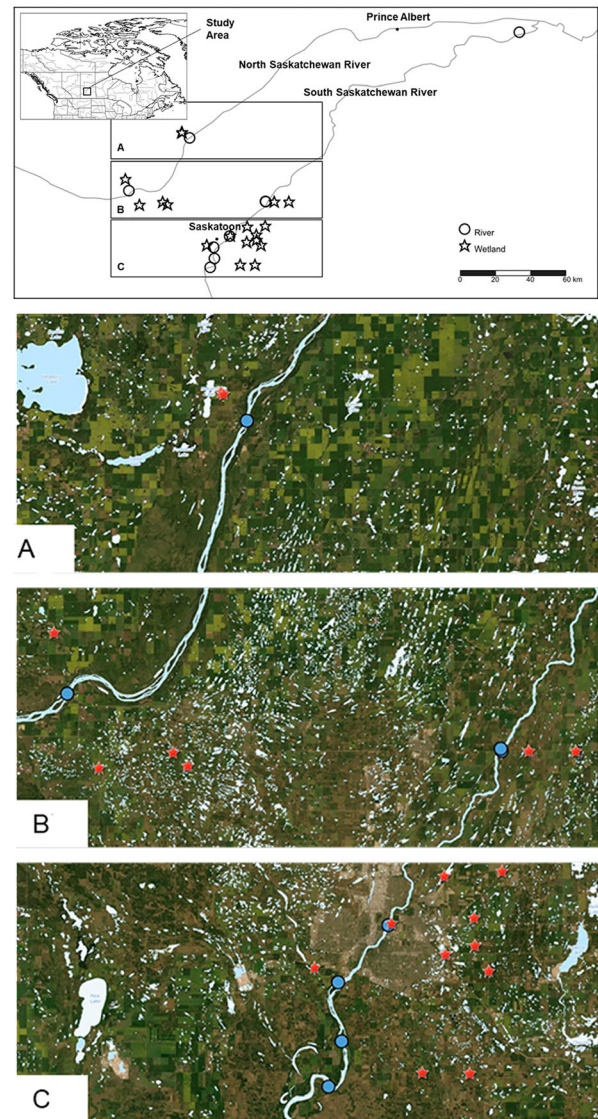 Study
Area
Prince Albert
North Saskatchewan River
South Saskatchewan River
A
B
Saskatoon
C
River
Wetland
0 20 40 60 km
A
B
C